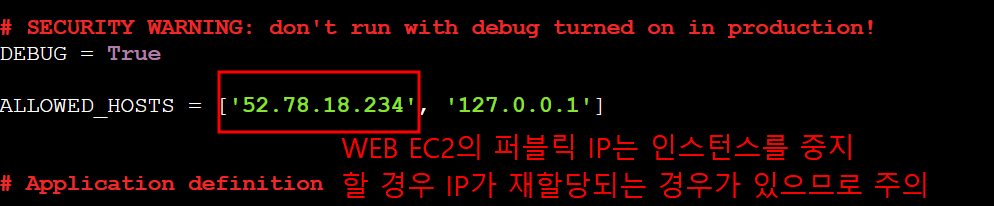 # SECURITY WARNING: don't run with debug turned on in production!
DEBUG = True
ALLOWED_HOSTS = ['52.78.18.234', '127.0.0.1']
WEB EC2의 퍼블릭 IP는 인스턴스를 중지
할 경우 IP가 재할당되는 경우가 있으므로 주의
# Application definition